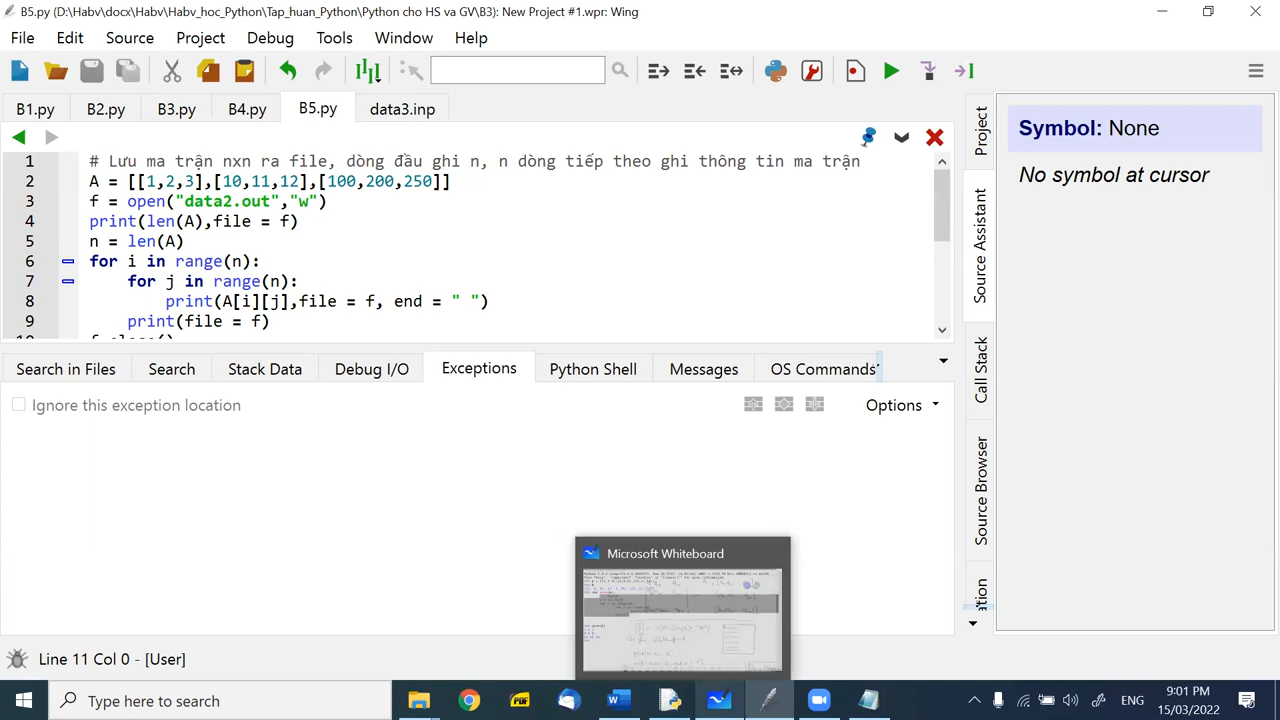 B5.py (D:\Habv\docx\Habv\Habv_hoc_Python\Tap_huan_Python\Python cho HS va GV\B3): New Project #1.wpr: Wing
File Edit Source Project Debug Tools Window Help
B1.py B2.py B3.py B4.py B5.py data3.inp
1 # Lưu ma trận nxn ra file, dòng đầu ghi n, n dòng tiếp theo ghi thông tin ma trận
2 A = [[1,2,3],[10,11,12],[100,200,250]]
3 f = open("data2.out","w")
4 print(len(A),file = f)
5 n = len(A)
6 for i in range(n):
7 for j in range(n):
8 print(A[i][j],file = f, end = " ")
9 print(file = f)
Search in Files Search Stack Data Debug I/O Exceptions Python Shell Messages OS Commands
Ignore this exception location
Options
Project
Source Assistant
Call Stack
Source Browser
Symbol: None
No symbol at cursor
Microsoft Whiteboard
Line 11 Col 0 - [User]
Type here to search
PDF
ENG
9:01 PM
15/03/2022